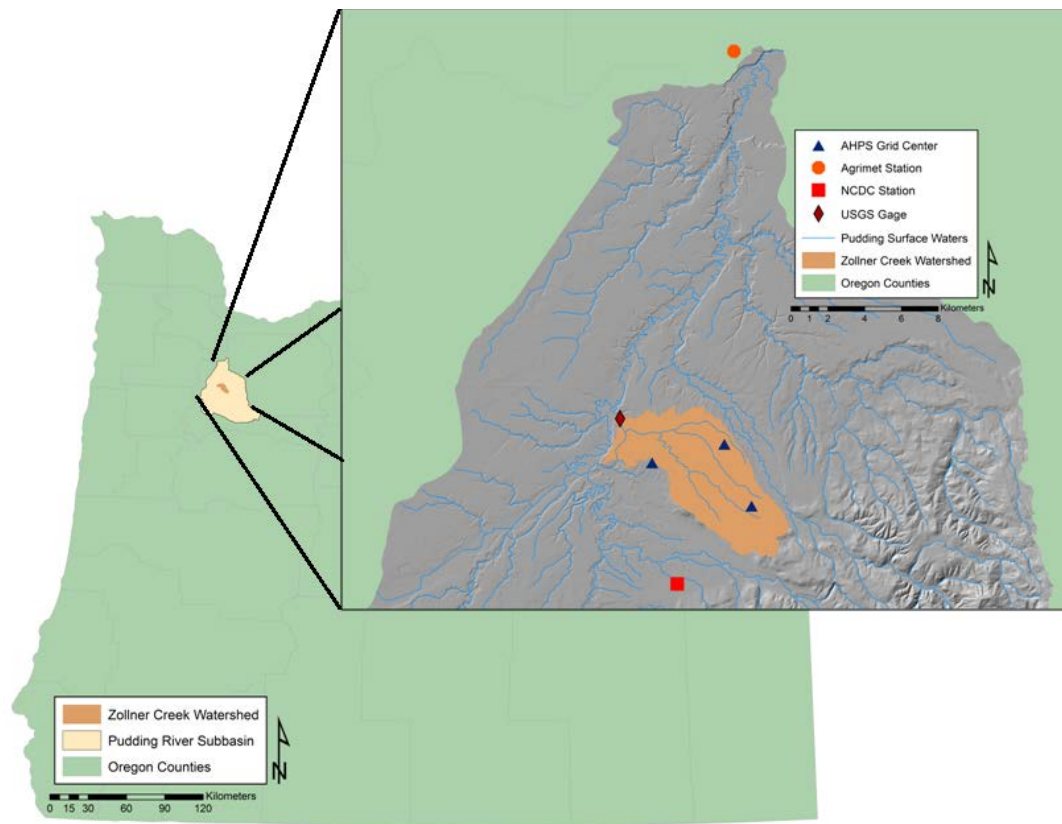 AHPS Grid Center
Agrimet Station
NCDC Station
USGS Gage
Pudding Surface Waters
Zollner Creek Watershed
Oregon Counties
N
Kilometers
0 1 2 4 6 8
Zollner Creek Watershed
Pudding River Subbasin
Oregon Counties
N
Kilometers
0 15 30 60 90 120